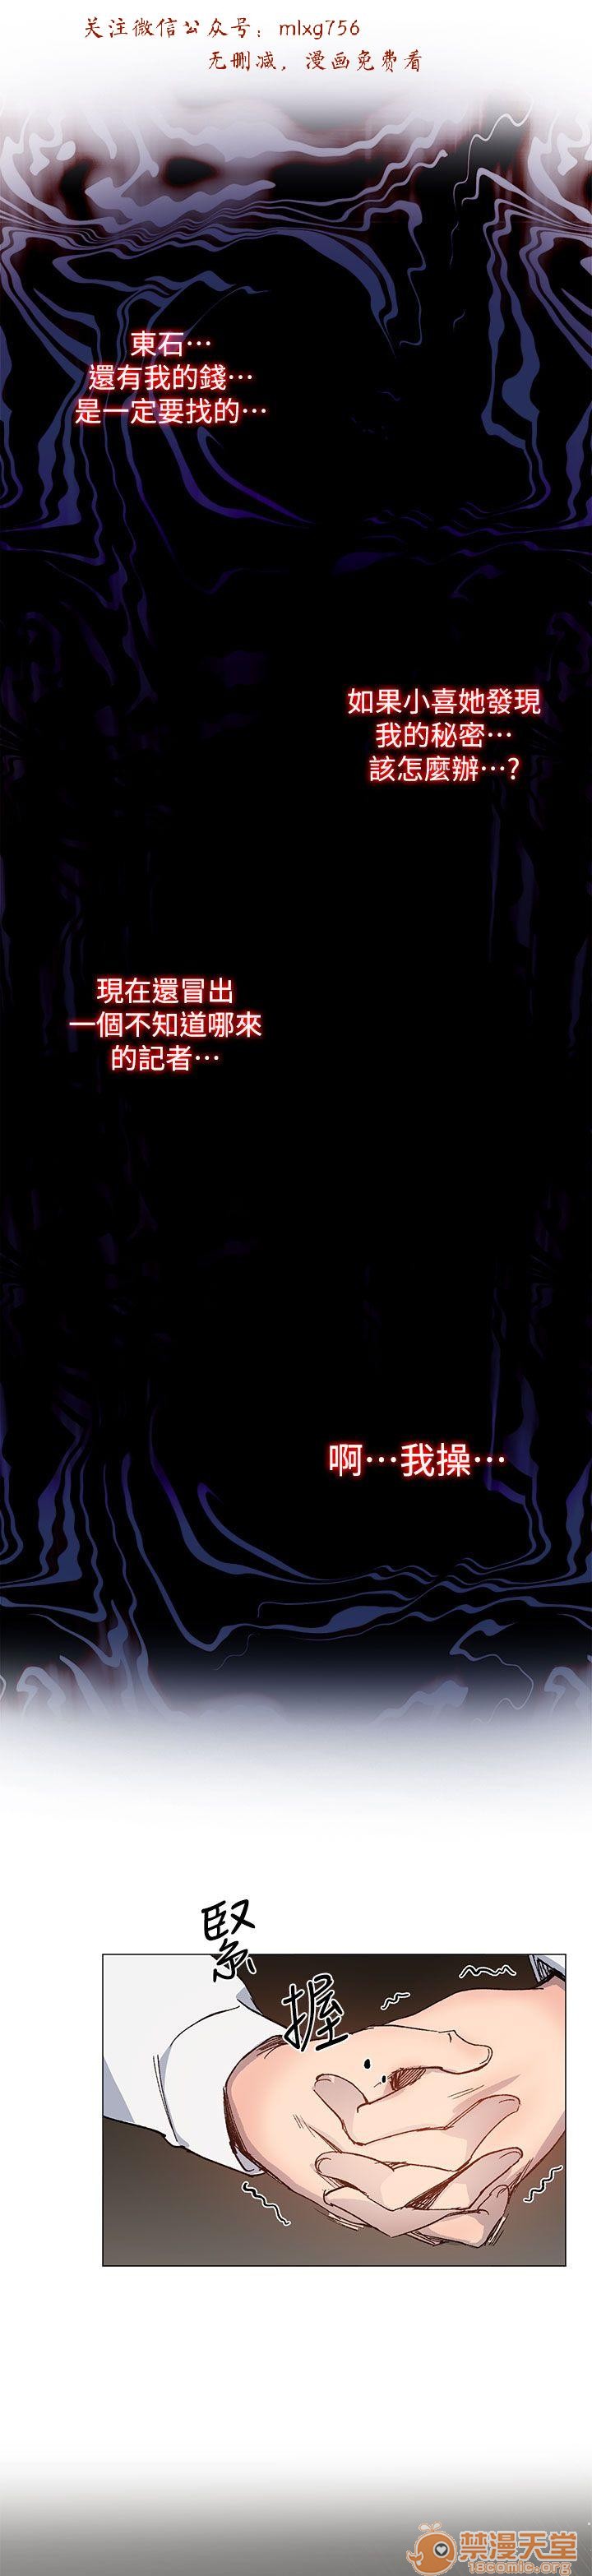 关注微信公众号：mlxg756
无删减，漫画免费看
東石…
還有我的錢…
是一定要找的…
如果小喜她發現
我的秘密…
該怎麼辦…?
現在還冒出
一個不知道哪來
的記者…
啊…我操…
緊握
禁漫天堂
18comic.org